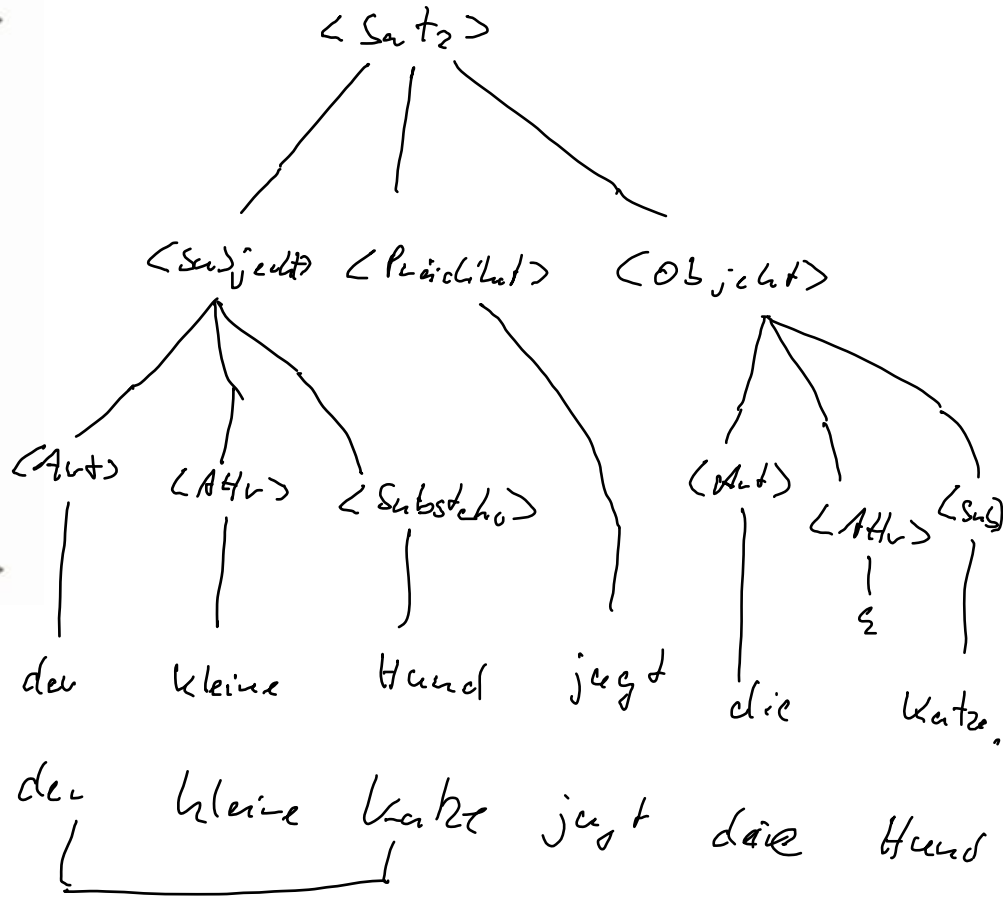 <Satz>
<Subjekt> <Prädikat> <Objekt>
<Art> <Attr> <Substantiv> <Art> <Attr> <Sub>
ε
der kleine Hund jagt die Katze.
der kleine Katze jagt die Hund